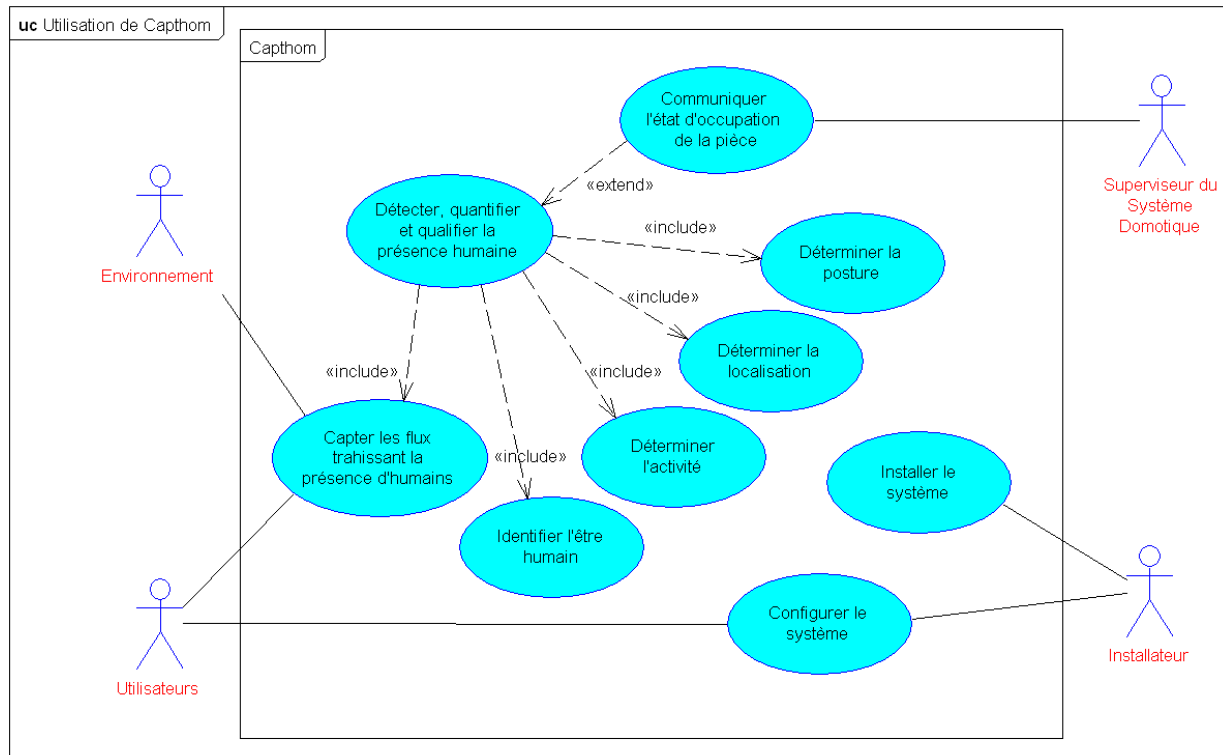 uc Utilisation de Capthom
Capthom
Communiquer
l'état d'occupation
de la pièce
Superviseur du
Système
Domotique
Environnement
«extend»
Détecter, quantifier
et qualifier la
présence humaine
«include»
Déterminer la
posture
«include»
Déterminer la
localisation
«include»
«include»
Capter les flux
trahissant la
présence d'humains
Déterminer
l'activité
«include»
Identifier l'être
humain
Installer le
système
Configurer le
système
Utilisateurs
Installateur